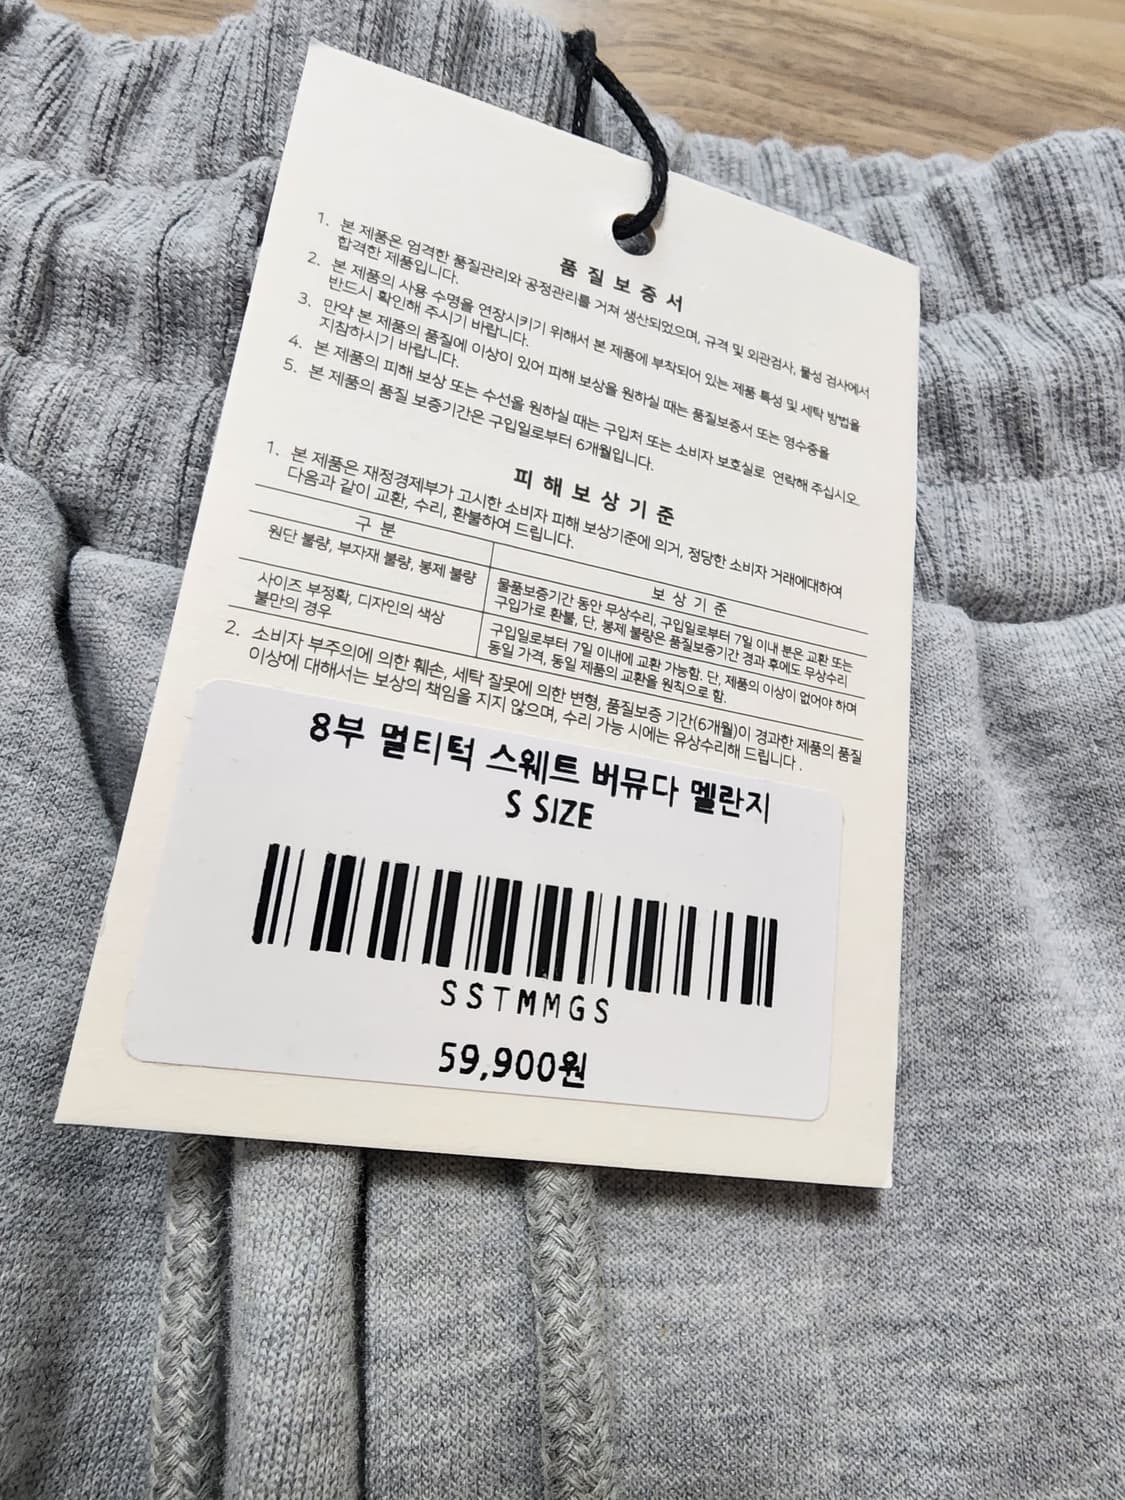 품질보증서
1. 본 제품은 엄격한 품질관리와 공정관리를 거쳐 생산되었으며, 규격 및 외관검사, 물성 검사에서
합격한 제품입니다.
2. 본 제품의 사용 수명을 연장시키기 위해서 본 제품에 부착되어 있는 제품 특성 및 세탁 방법을
반드시 확인해 주시기 바랍니다.
3. 만약 본 제품의 품질에 이상이 있어 피해 보상을 원하실 때는 품질보증서 또는 영수증을
지참하시기 바랍니다.
4. 본 제품의 피해 보상 또는 수선을 원하실 때는 구입처 또는 소비자 보호실로 연락해 주십시오.
5. 본 제품의 품질 보증기간은 구입일로부터 6개월입니다.
피해보상기준
1. 본 제품은 재정경제부가 고시한 소비자 피해 보상기준에 의거, 정당한 소비자 거래에대하여
다음과 같이 교환, 수리, 환불하여 드립니다.
구 분
보 상 기 준
원단 불량, 부자재 불량, 봉제 불량
물품보증기간 동안 무상수리, 구입일로부터 7일 이내 분은 교환 또는
구입가로 환불, 단, 봉제 불량은 품질보증기간 경과 후에도 무상수리
사이즈 부정확, 디자인의 색상
불만의 경우
구입일로부터 7일 이내에 교환 가능함. 단, 제품의 이상이 없어야 하며
동일 가격, 동일 제품의 교환을 원칙으로 함.
2. 소비자 부주의에 의한 훼손, 세탁 잘못에 의한 변형, 품질보증 기간(6개월)이 경과한 제품의 품질
이상에 대해서는 보상의 책임을 지지 않으며, 수리 가능 시에는 유상수리해 드립니다.
8부 멀티턱 스웨트 버뮤다 멜란지
S SIZE
SSTMMGS
59,900원